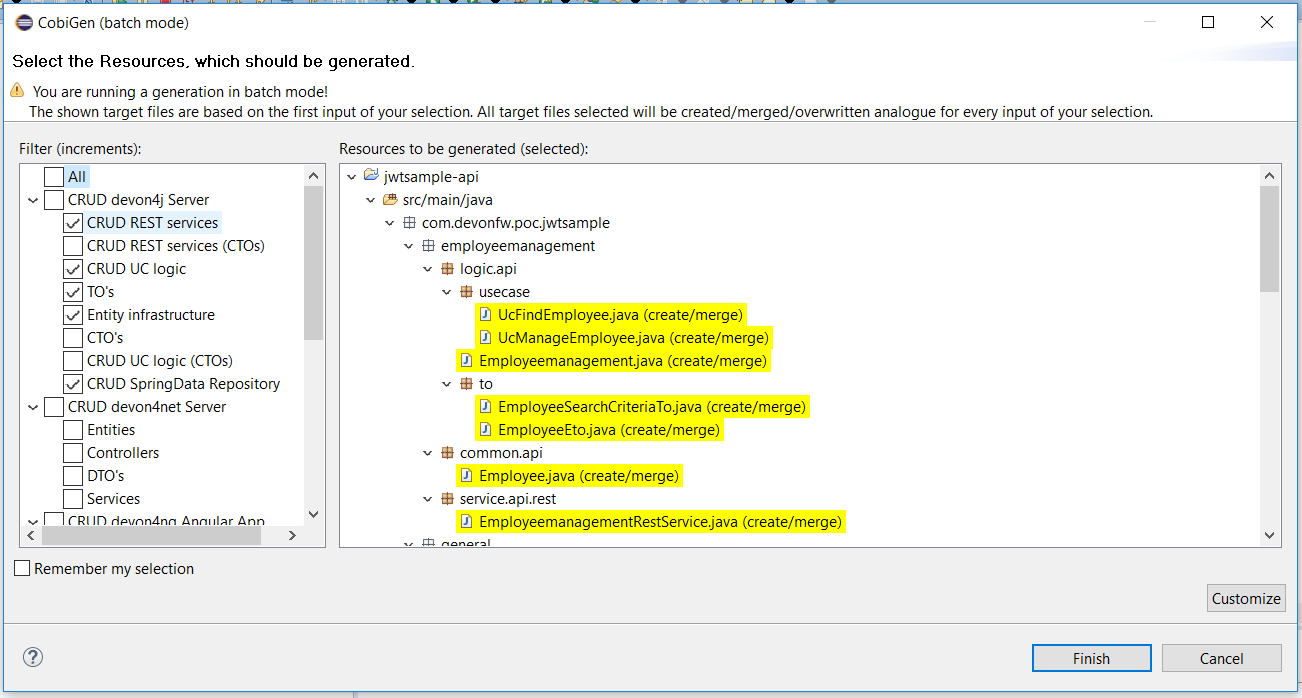 CobiGen (batch mode)
Select the Resources, which should be generated.
You are running a generation in batch mode!
The shown target files are based on the first input of your selection. All target files selected will be created/merged/overwritten analogue for every input of your selection.
Filter (increments):
All
CRUD devon4j Server
CRUD REST services
CRUD REST services (CTOs)
CRUD UC logic
TO's
Entity infrastructure
CTO's
CRUD UC logic (CTOs)
CRUD SpringData Repository
CRUD devon4net Server
Entities
Controllers
DTO's
Services
CRUD devon4ng Angular App
Resources to be generated (selected):
jwtsample-api
src/main/java
com.devonfw.poc.jwtsample
employeemanagement
logic.api
usecase
UcFindEmployee.java (create/merge)
UcManageEmployee.java (create/merge)
Employeemanagement.java (create/merge)
to
EmployeeSearchCriteriaTo.java (create/merge)
EmployeeEto.java (create/merge)
common.api
Employee.java (create/merge)
service.api.rest
EmployeemanagementRestService.java (create/merge)
general
Remember my selection
Customize
Finish
Cancel